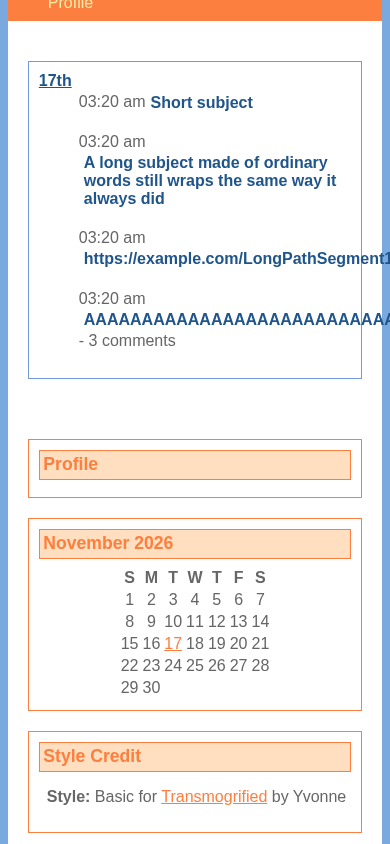 Profile
17th
03:20 am Short subject
03:20 am
A long subject made of ordinary
words still wraps the same way it
always did
03:20 am
https://example.com/LongPathSegment1
03:20 am
AAAAAAAAAAAAAAAAAAAAAAAAAAA
- 3 comments
Profile
November 2026
S M T W T F S
1 2 3 4 5 6 7
8 9 10 11 12 13 14
15 16 17 18 19 20 21
22 23 24 25 26 27 28
29 30
Style Credit
Style: Basic for Transmogrified by Yvonne